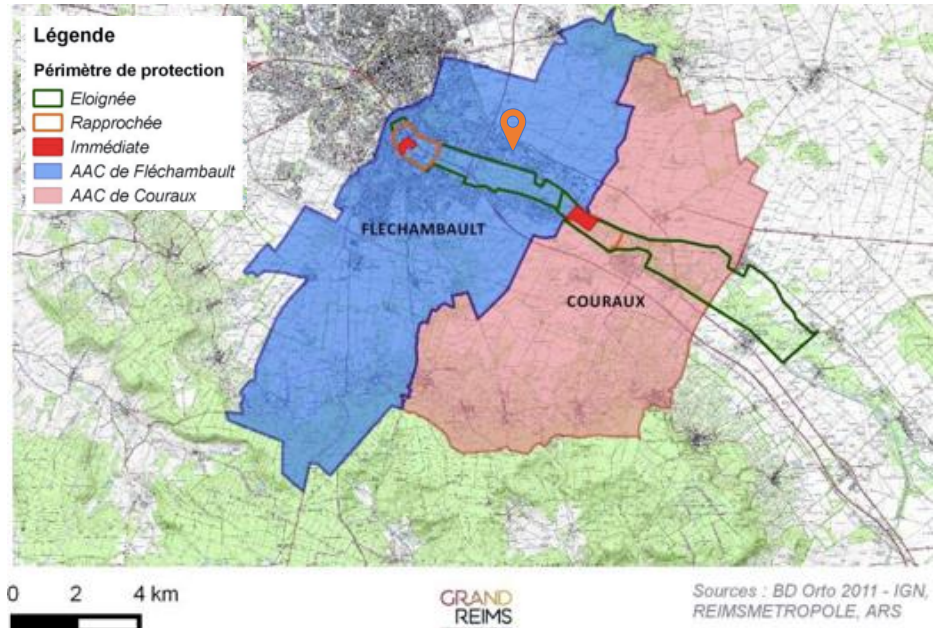 Légende
Périmètre de protection
Eloignée
Rapprochée
Immédiate
AAC de Fléchambault
AAC de Couraux
FLECHAMBAULT
COURAUX
0 2 4 km
GRAND
REIMS
Sources : BD Orto 2011 - IGN,
REIMSMETROPOLE, ARS